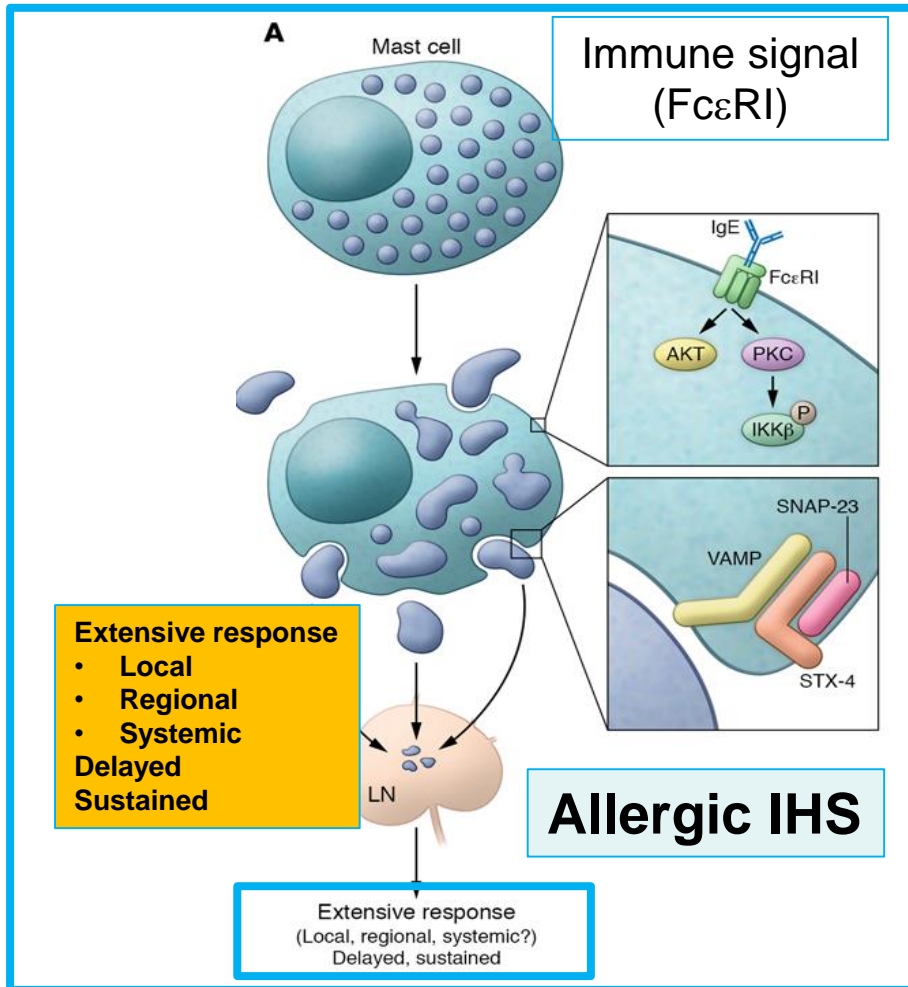 A
Mast cell
Immune signal
(FcεRI)
IgE
FcεRI
AKT
PKC
P
IKKβ
SNAP-23
VAMP
STX-4
Extensive response
• Local
• Regional
• Systemic
Delayed
Sustained
LN
Allergic IHS
Extensive response
(Local, regional, systemic?)
Delayed, sustained